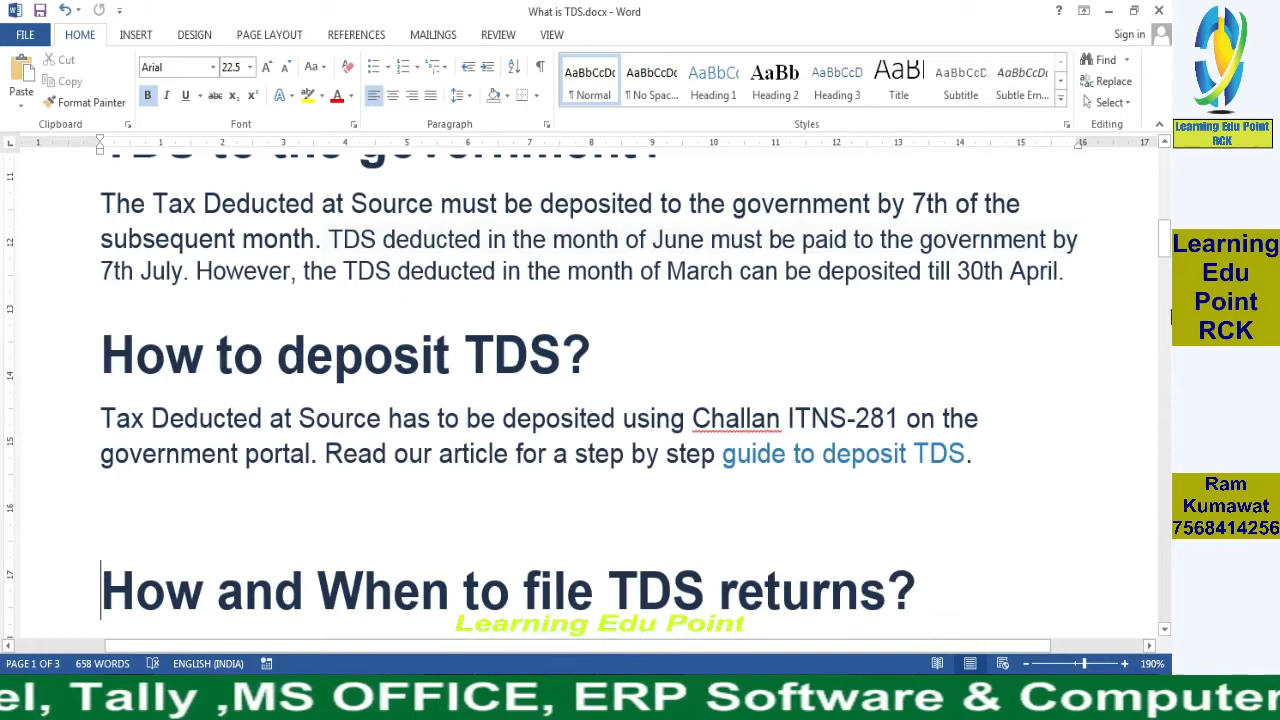 What is TDS.docx - Word
Sign in
FILE HOME INSERT DESIGN PAGE LAYOUT REFERENCES MAILINGS REVIEW VIEW
Cut
Copy
Format Painter
Paste
Clipboard
Arial 22.5
Font
Paragraph
AaBbCcDc AaBbCcDc AaBbCc AaBb AaBbCcD AaB AaBbCcD AaBbCcDc
¶ Normal ¶ No Spac... Heading 1 Heading 2 Heading 3 Title Subtitle Subtle Em...
Styles
Find
Replace
Select
Editing
Learning Edu Point
RCK
TDS to the government?
The Tax Deducted at Source must be deposited to the government by 7th of the
subsequent month. TDS deducted in the month of June must be paid to the government by
7th July. However, the TDS deducted in the month of March can be deposited till 30th April.
How to deposit TDS?
Tax Deducted at Source has to be deposited using Challan ITNS-281 on the
government portal. Read our article for a step by step guide to deposit TDS.
How and When to file TDS returns?
Learning Edu Point
Learning
Edu
Point
RCK
Ram
Kumawat
7568414256
PAGE 1 OF 3 658 WORDS ENGLISH (INDIA) 190%
el, Tally ,MS OFFICE, ERP Software & Computer